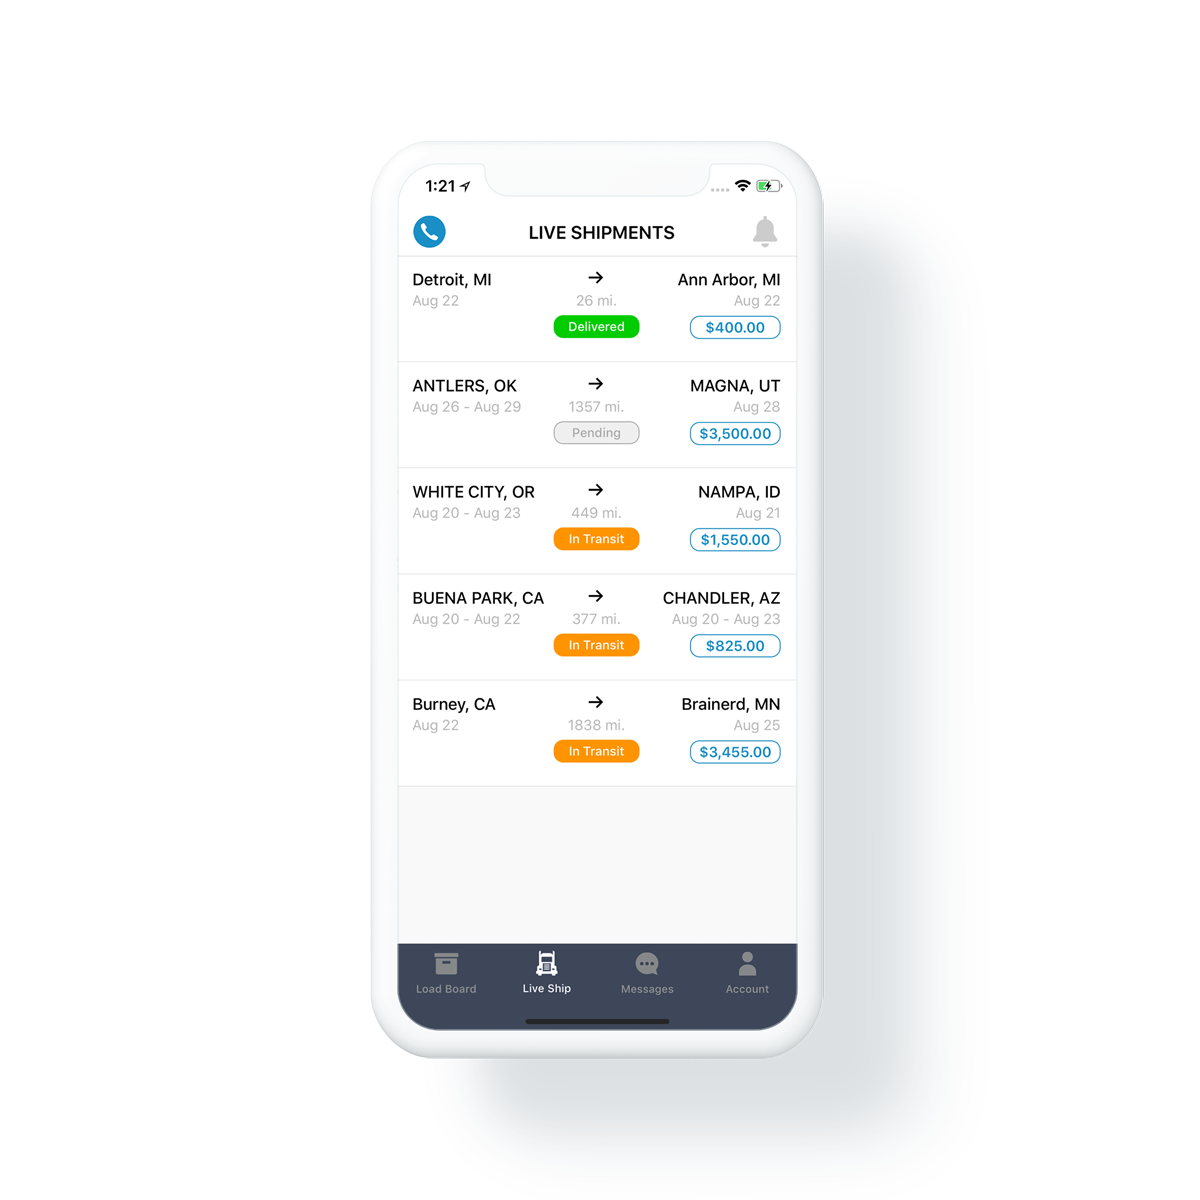 1:21
LIVE SHIPMENTS
Detroit, MI → Ann Arbor, MI
Aug 22 26 mi. Aug 22
Delivered $400.00
ANTLERS, OK → MAGNA, UT
Aug 26 - Aug 29 1357 mi. Aug 28
Pending $3,500.00
WHITE CITY, OR → NAMPA, ID
Aug 20 - Aug 23 449 mi. Aug 21
In Transit $1,550.00
BUENA PARK, CA → CHANDLER, AZ
Aug 20 - Aug 22 377 mi. Aug 20 - Aug 23
In Transit $825.00
Burney, CA → Brainerd, MN
Aug 22 1838 mi. Aug 25
In Transit $3,455.00
Load Board Live Ship Messages Account